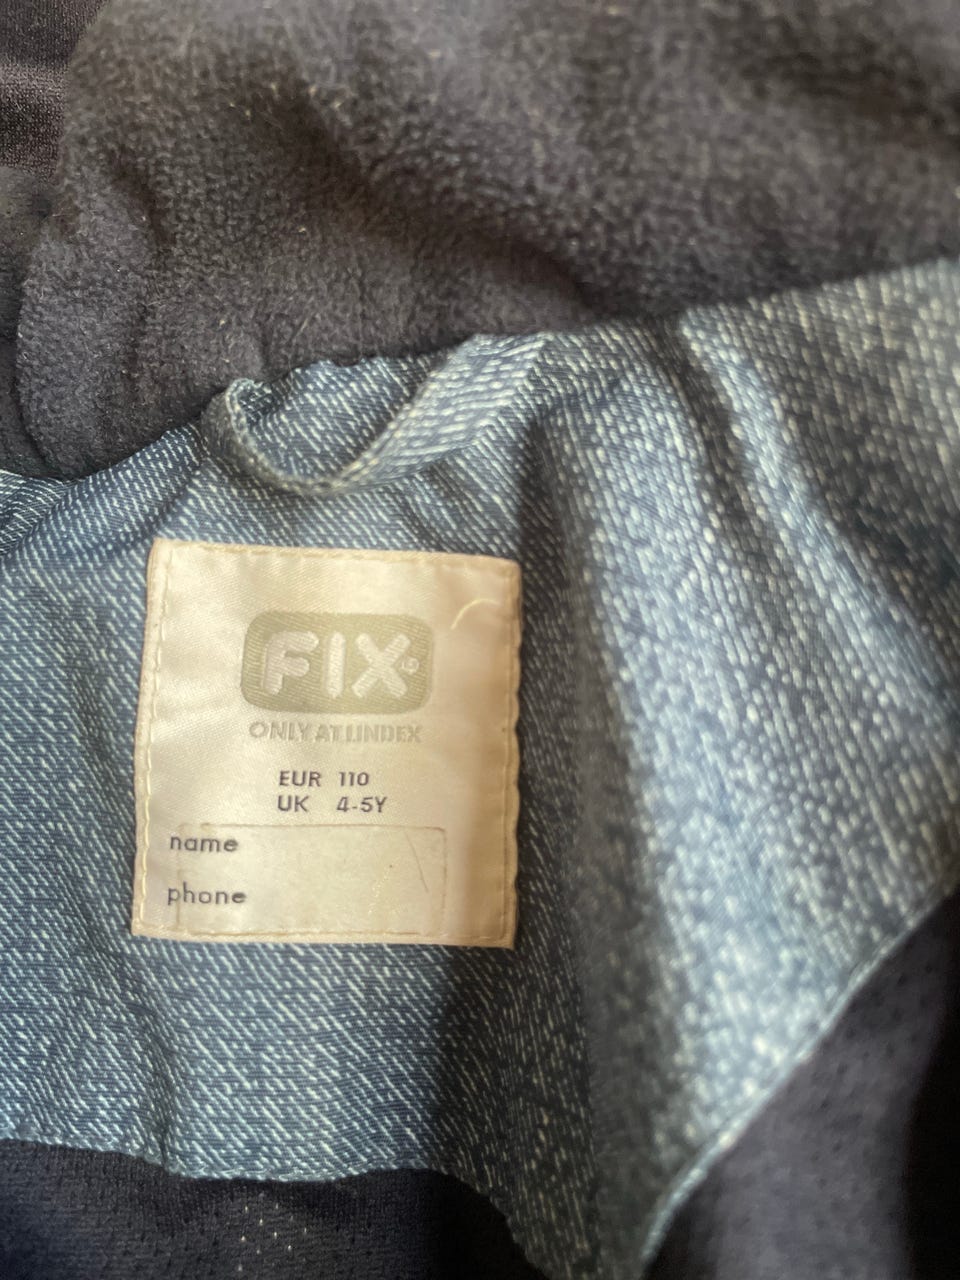 FIX
ONLY AT LINDEX
EUR 110
UK 4-5Y
name
phone